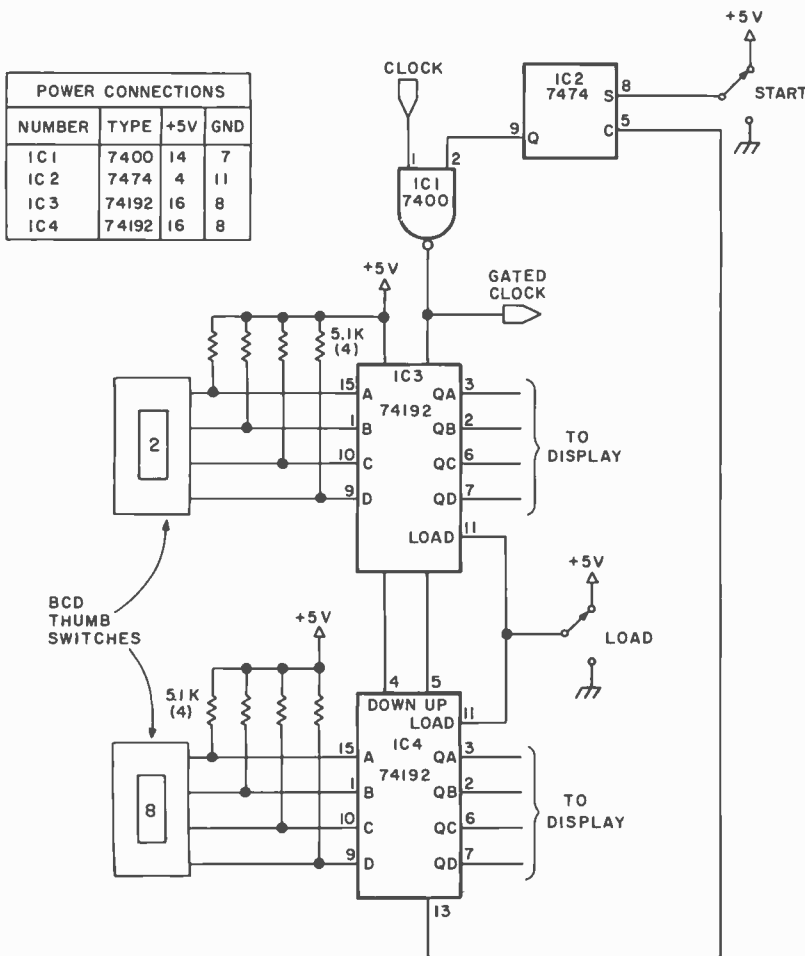 POWER CONNECTIONS
NUMBER TYPE +5V GND
IC1 7400 14 7
IC2 7474 4 11
IC3 74192 16 8
IC4 74192 16 8
CLOCK
1
2
IC1
7400
9
Q
IC2
7474
S
8
C
5
+5V
START
+5V
GATED
CLOCK
5.1K
(4)
2
15
1
10
9
A
B
C
D
IC3
74192
QA
QB
QC
QD
LOAD
3
2
6
7
11
TO
DISPLAY
BCD
THUMB
SWITCHES
+5V
LOAD
+5V
5.1K
(4)
8
4
5
DOWN UP
LOAD
11
15
1
10
9
A
B
C
D
IC4
74192
QA
QB
QC
QD
3
2
6
7
TO
DISPLAY
13